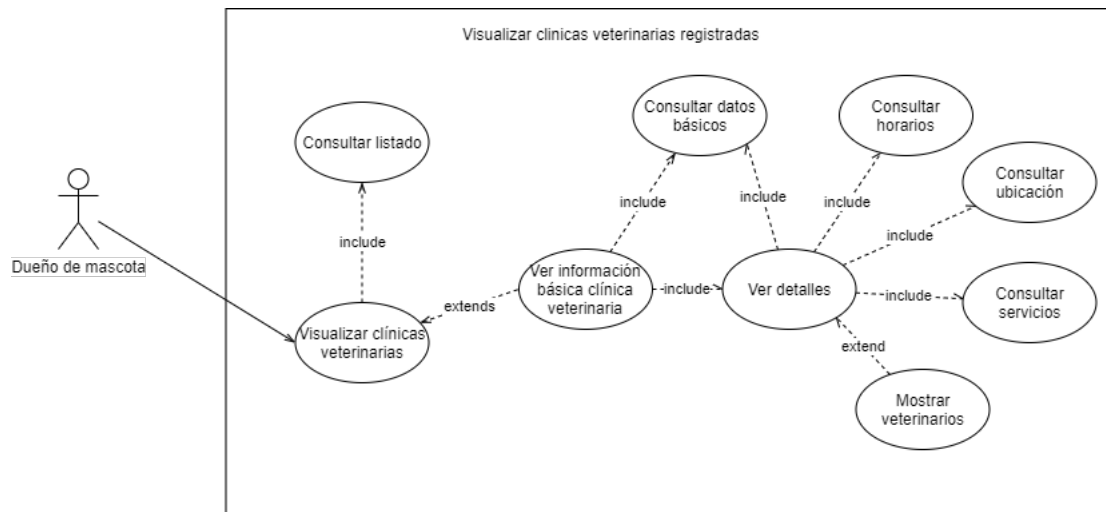 Visualizar clinicas veterinarias registradas
Consultar listado
Consultar datos
básicos
Consultar
horarios
Consultar
ubicación
include
include
include
include
include
Dueño de mascota
Ver información
básica clínica
veterinaria
include
Ver detalles
include
Consultar
servicios
extends
Visualizar clínicas
veterinarias
extend
Mostrar
veterinarios